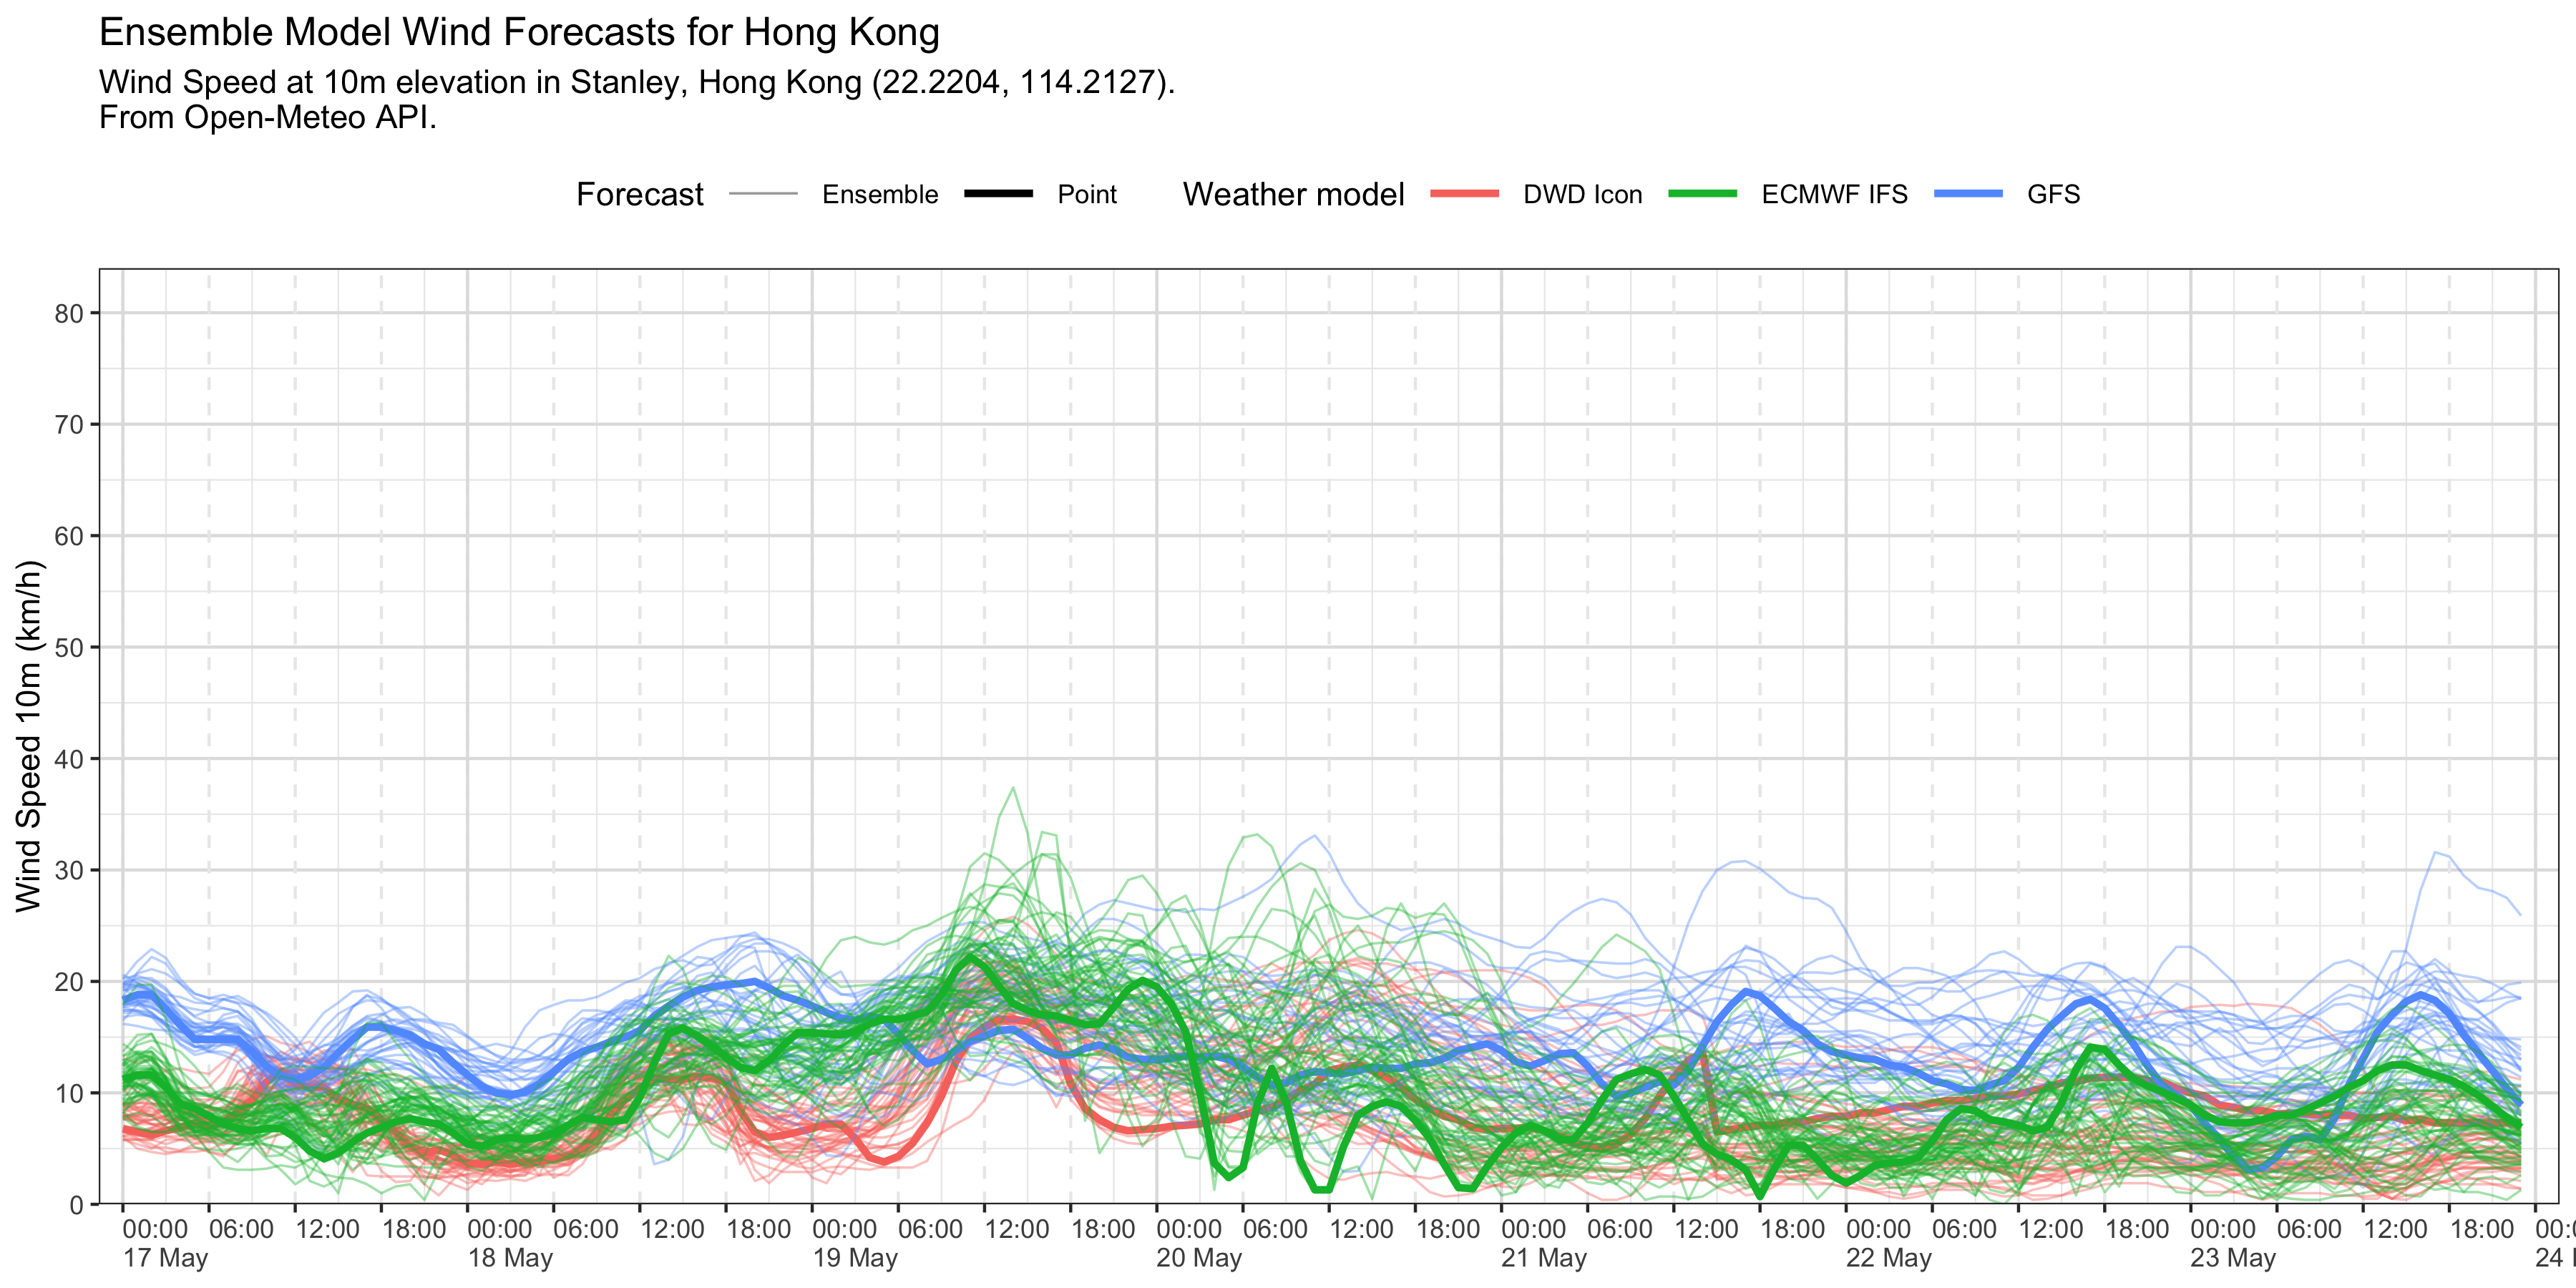 Ensemble Model Wind Forecasts for Hong Kong
Wind Speed at 10m elevation in Stanley, Hong Kong (22.2204, 114.2127).
From Open-Meteo API.
Forecast Ensemble Point Weather model DWD Icon ECMWF IFS GFS
Wind Speed 10m (km/h)
80
70
60
50
40
30
20
10
0
00:00 06:00 12:00 18:00 00:00 06:00 12:00 18:00 00:00 06:00 12:00 18:00 00:00 06:00 12:00 18:00 00:00 06:00 12:00 18:00 00:00 06:00 12:00 18:00 00:00 06:00 12:00 18:00
17 May 18 May 19 May 20 May 21 May 22 May 23 May 24